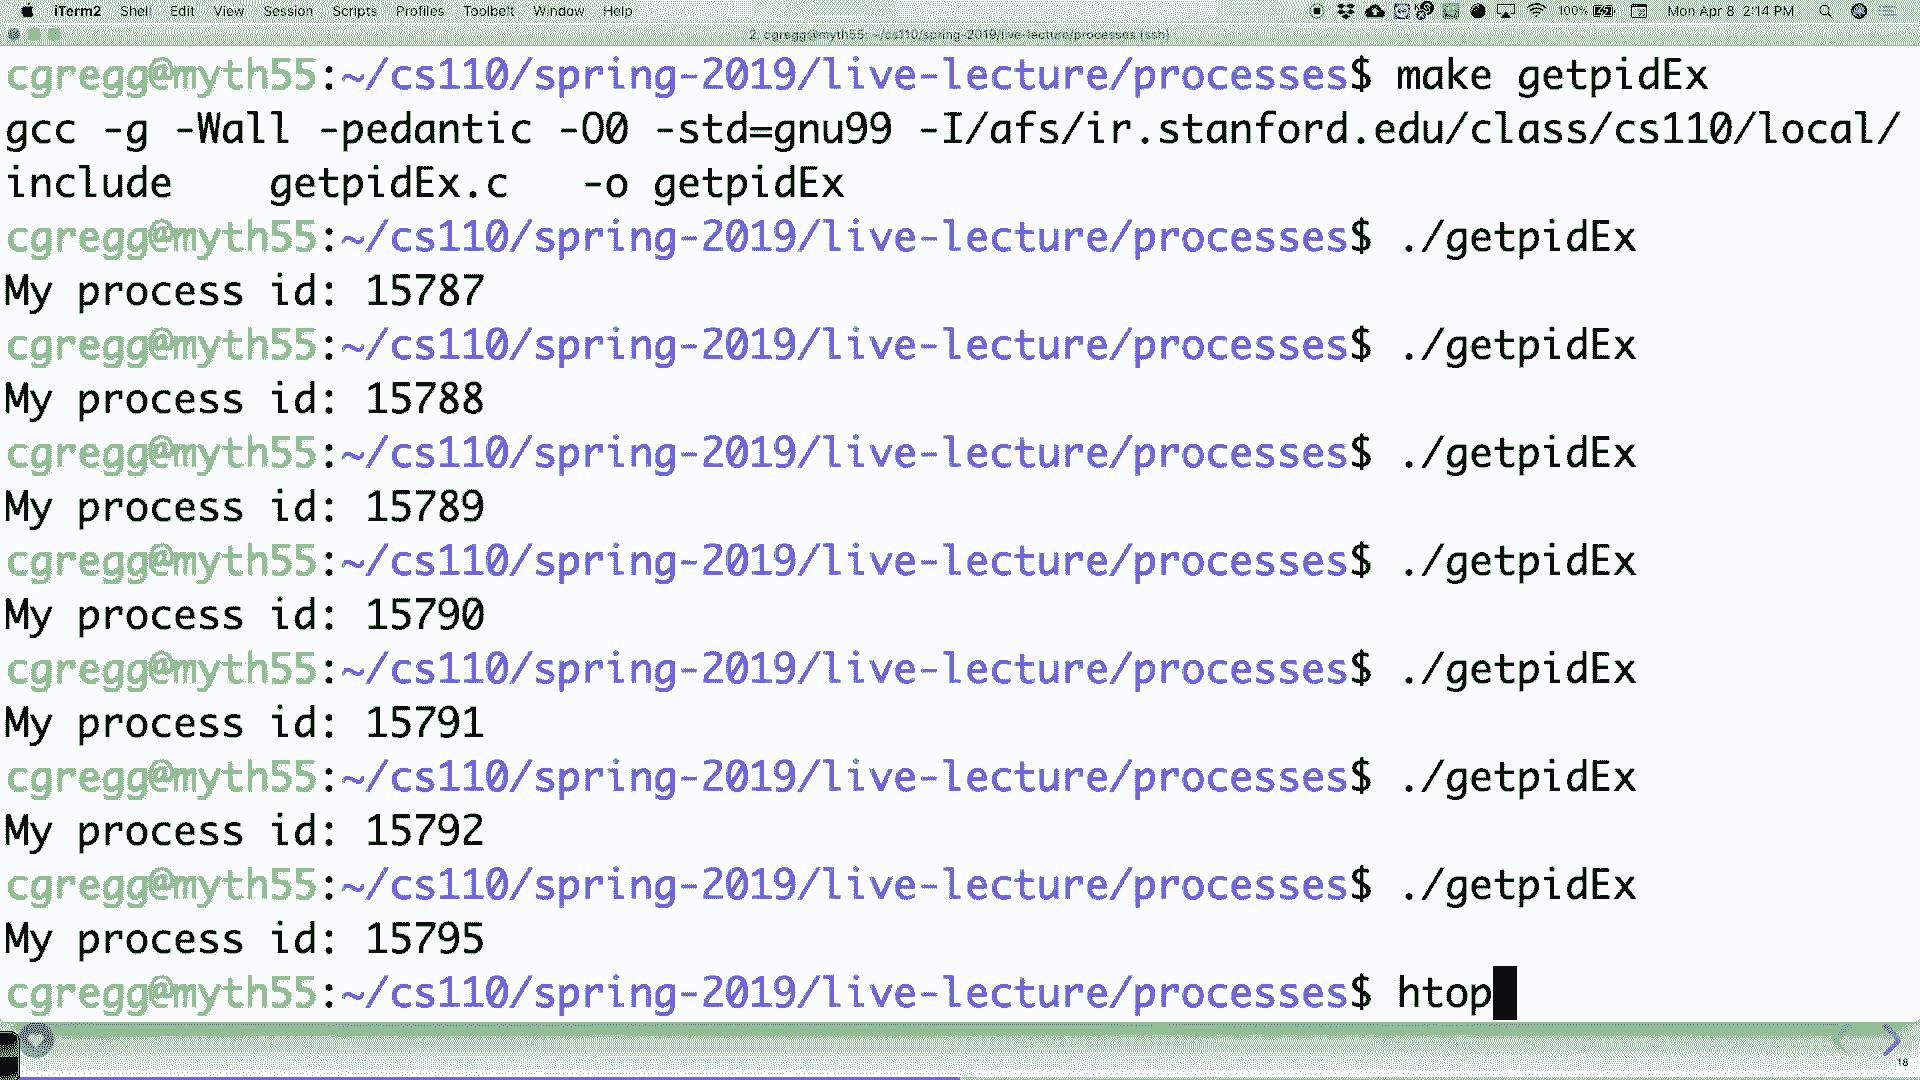 iTerm2 Shell Edit View Session Scripts Profiles Toolbelt Window Help 100% Mon Apr 8 2:14 PM
2. cgregg@myth55: ~/cs110/spring-2019/live-lecture/processes (ssh)
cgregg@myth55:~/cs110/spring-2019/live-lecture/processes$ make getpidEx
gcc -g -Wall -pedantic -O0 -std=gnu99 -I/afs/ir.stanford.edu/class/cs110/local/
include    getpidEx.c   -o getpidEx
cgregg@myth55:~/cs110/spring-2019/live-lecture/processes$ ./getpidEx
My process id: 15787
cgregg@myth55:~/cs110/spring-2019/live-lecture/processes$ ./getpidEx
My process id: 15788
cgregg@myth55:~/cs110/spring-2019/live-lecture/processes$ ./getpidEx
My process id: 15789
cgregg@myth55:~/cs110/spring-2019/live-lecture/processes$ ./getpidEx
My process id: 15790
cgregg@myth55:~/cs110/spring-2019/live-lecture/processes$ ./getpidEx
My process id: 15791
cgregg@myth55:~/cs110/spring-2019/live-lecture/processes$ ./getpidEx
My process id: 15792
cgregg@myth55:~/cs110/spring-2019/live-lecture/processes$ ./getpidEx
My process id: 15795
cgregg@myth55:~/cs110/spring-2019/live-lecture/processes$ htop
18